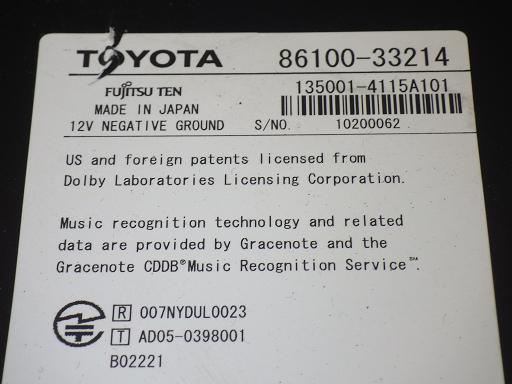 TOYOTA 86100-33214
FUJITSU TEN 135001-4115A101
MADE IN JAPAN
12V NEGATIVE GROUND S/NO. 10200062
US and foreign patents licensed from
Dolby Laboratories Licensing Corporation.
Music recognition technology and related
data are provided by Gracenote and the
Gracenote CDDB® Music Recognition Service℠.
R 007NYDUL0023
T AD05-0398001
B02221